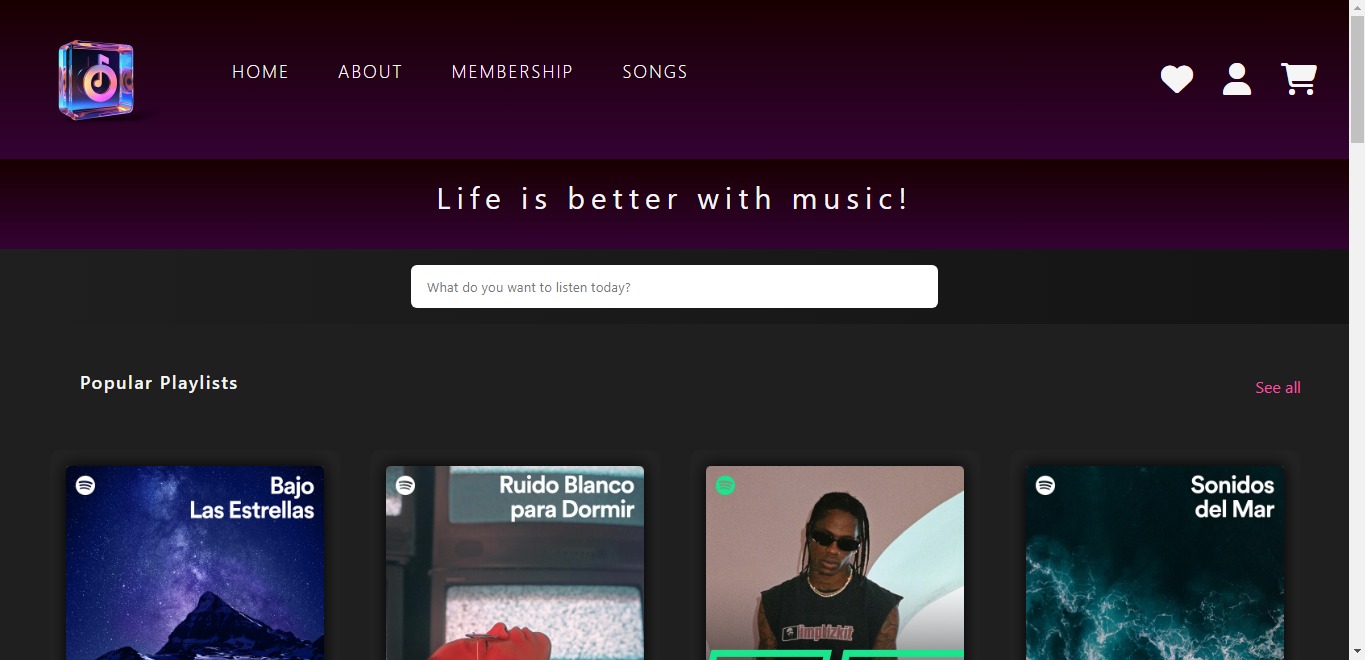 HOME ABOUT MEMBERSHIP SONGS
Life is better with music!
What do you want to listen today?
Popular Playlists
See all
Bajo
Las Estrellas
Ruido Blanco
para Dormir
limpizkit
Sonidos
del Mar